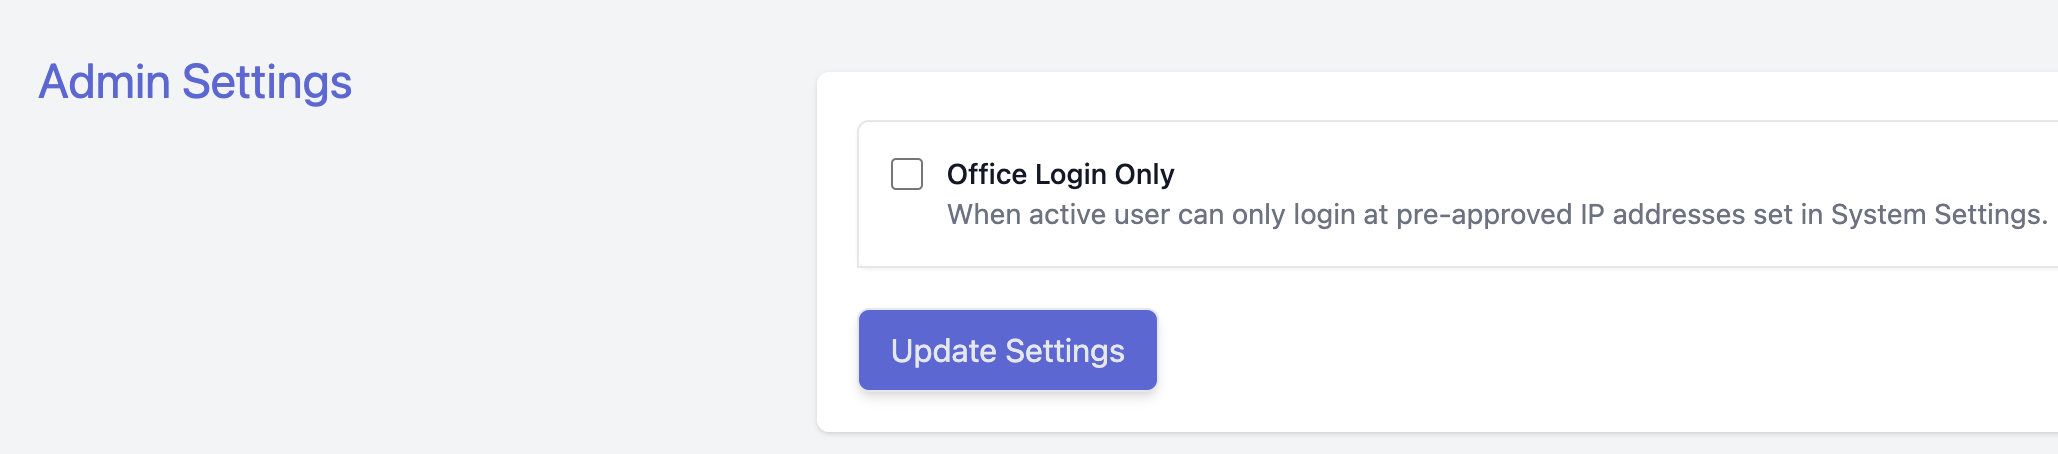 Admin Settings
Office Login Only
When active user can only login at pre-approved IP addresses set in System Settings.
Update Settings